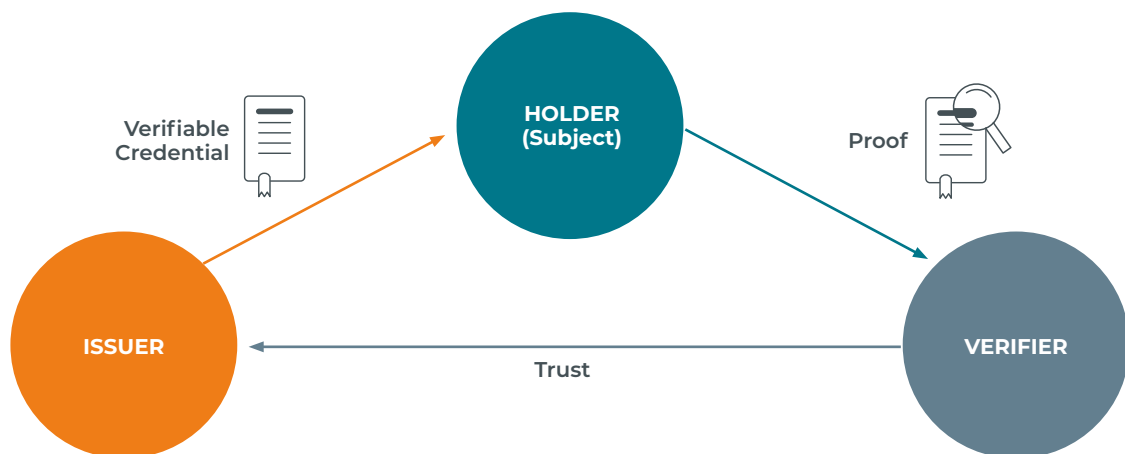 HOLDER
(Subject)
Verifiable
Credential
Proof
ISSUER
VERIFIER
Trust